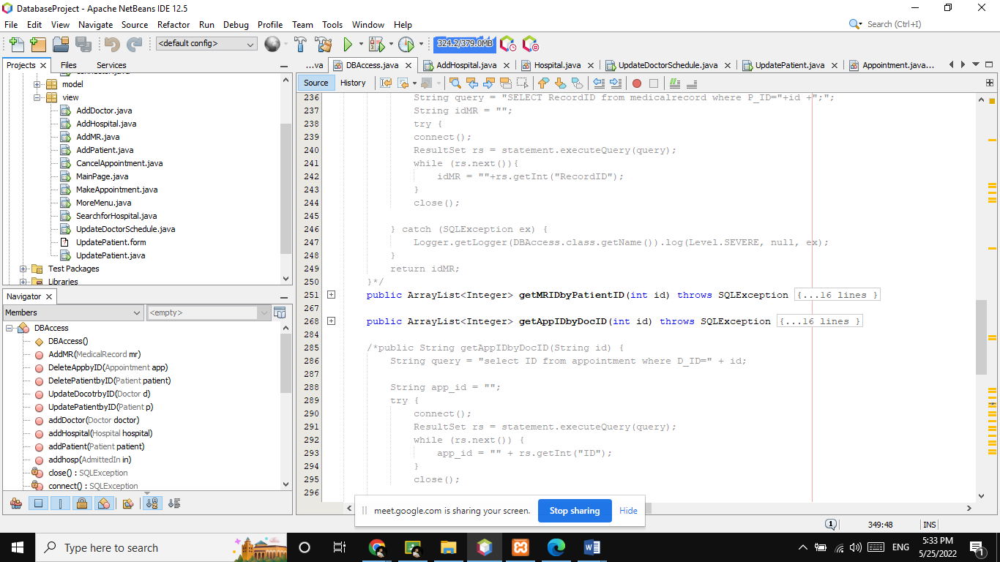 DatabaseProject - Apache NetBeans IDE 12.5
File Edit View Navigate Source Refactor Run Debug Profile Team Tools Window Help
Search (Ctrl+I)
<default config>
324.2/379.0MB
Projects
Files
Services
model
view
AddDoctor.java
AddHospital.java
AddMR.java
AddPatient.java
CancelAppointment.java
MainPage.java
MakeAppointment.java
MoreMenu.java
SearchforHospital.java
UpdateDoctorSchedule.java
UpdatePatient.form
UpdatePatient.java
Test Packages
Libraries
Navigator
Members
<empty>
DBAccess
DBAccess()
AddMR(MedicalRecord mr)
DeleteAppbyID(Appointment app)
DeletePatientbyID(Patient patient)
UpdateDocotrbyID(Doctor d)
UpdatePatientbyID(Patient p)
addDoctor(Doctor doctor)
addHospital(Hospital hospital)
addPatient(Patient patient)
addhosp(AdmittedIn in)
close() : SQLException
connect() : SQLException
...va DBAccess.java AddHospital.java Hospital.java UpdateDoctorSchedule.java UpdatePatient.java Appointment.java...
Source History
236 String query = "SELECT RecordID from medicalrecord where P_ID="+id +";";
237 String idMR = "";
238 try {
239 connect();
240 ResultSet rs = statement.executeQuery(query);
241 while (rs.next()){
242 idMR = ""+rs.getInt("RecordID");
243 }
244 close();
245
246 } catch (SQLException ex) {
247 Logger.getLogger(DBAccess.class.getName()).log(Level.SEVERE, null, ex);
248 }
249 return idMR;
250 }*/
251 public ArrayList<Integer> getMRIDbyPatientID(int id) throws SQLException {...16 lines }
267
268 public ArrayList<Integer> getAppIDbyDocID(int id) throws SQLException {...16 lines }
284
285 /*public String getAppIDbyDocID(String id) {
286 String query = "select ID from appointment where D_ID=" + id;
287
288 String app_id = "";
289 try {
290 connect();
291 ResultSet rs = statement.executeQuery(query);
292 while (rs.next()) {
293 app_id = "" + rs.getInt("ID");
294 }
295 close();
296
meet.google.com is sharing your screen. Stop sharing Hide
1 349:48 INS
Type here to search
ENG
5:33 PM
5/25/2022
1